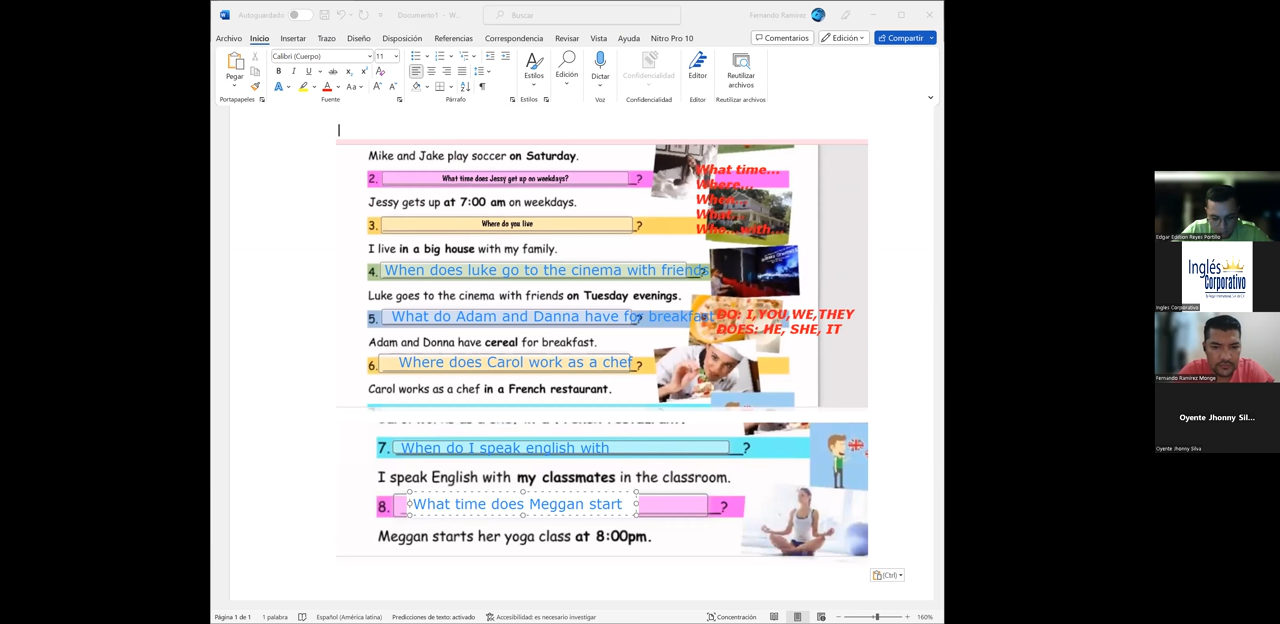 Autoguardado
Documento1 - W...
Buscar
Fernando Ramirez
Archivo Inicio Insertar Trazo Diseño Disposición Referencias Correspondencia Revisar Vista Ayuda Nitro Pro 10
Comentarios Edición Compartir
Calibri (Cuerpo) 11
Pegar Estilos Edición Dictar Confidencialidad Editor Reutilizar archivos
Portapapeles Fuente Párrafo Estilos Voz Confidencialidad Editor Reutilizar archivos
Mike and Jake play soccer on Saturday.
What time...
Where...
When...
What...
Who...with...
2. What time does Jessy get up on weekdays? _?
Jessy gets up at 7:00 am on weekdays.
3. Where do you live _?
I live in a big house with my family.
4. When does luke go to the cinema with friends _?
Luke goes to the cinema with friends on Tuesday evenings.
5. What do Adam and Danna have for breakfast _?
DO: I,YOU,WE,THEY
DOES: HE, SHE, IT
Adam and Donna have cereal for breakfast.
6. Where does Carol work as a chef _?
Carol works as a chef in a French restaurant.
7. When do I speak english with _?
I speak English with my classmates in the classroom.
8. What time does Meggan start _?
Meggan starts her yoga class at 8:00pm.
(Ctrl)
Página 1 de 1 1 palabra Español (América latina) Predicciones de texto: activado Accesibilidad: es necesario investigar Concentración 160%
Edgar Edilson Reyes Portillo
Inglés Corporativo
Inglés Corporativo
Fernando Ramírez Monge
Oyente Jhonny Sil...
Oyente Jhonny Silva